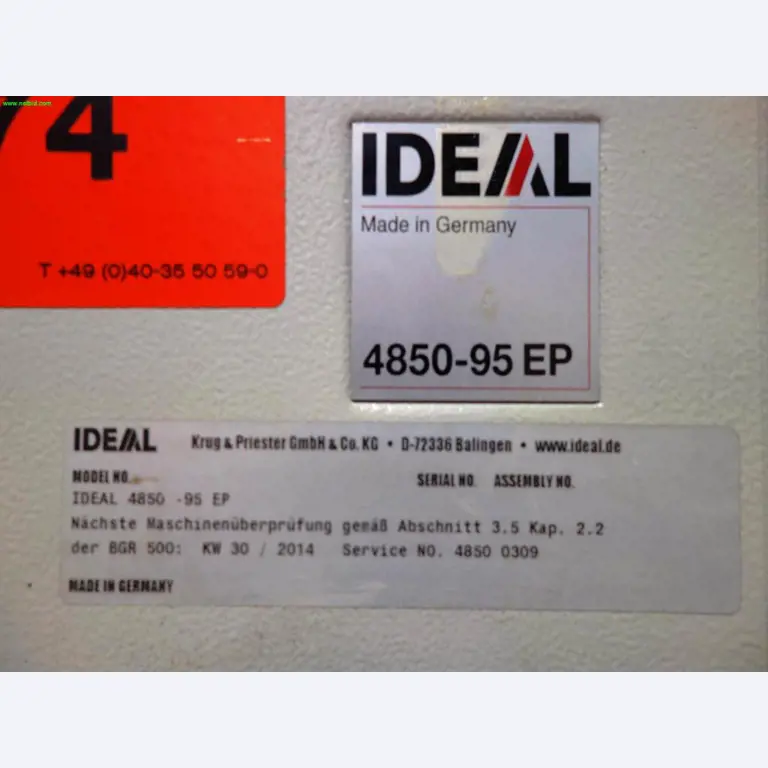 www.netbid.com
74
T +49 (0)40-35 50 59-0
IDEAL
Made in Germany
4850-95 EP
IDEAL Krug & Priester GmbH & Co. KG • D-72336 Balingen • www.ideal.de
MODEL NO. SERIAL NO. ASSEMBLY NO.
IDEAL 4850 -95 EP
Nächste Maschinenüberprüfung gemäß Abschnitt 3.5 Kap. 2.2
der BGR 500: KW 30 / 2014 Service NO. 4850 0309
MADE IN GERMANY